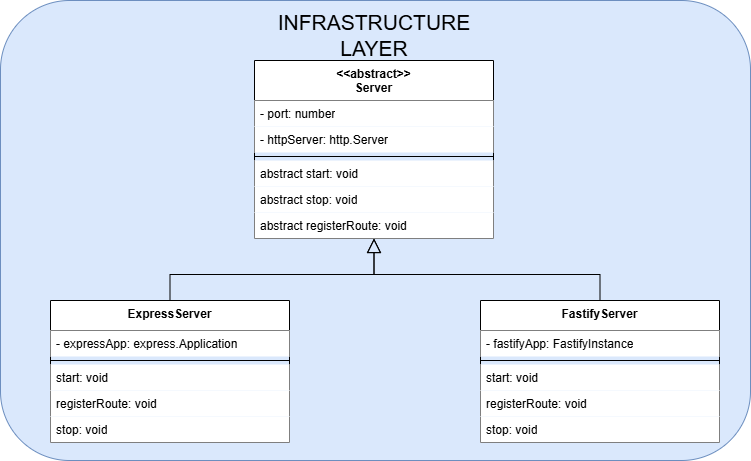 INFRASTRUCTURE
LAYER
<<abstract>>
Server
- port: number
- httpServer: http.Server
abstract start: void
abstract stop: void
abstract registerRoute: void
ExpressServer
- expressApp: express.Application
start: void
registerRoute: void
stop: void
FastifyServer
- fastifyApp: FastifyInstance
start: void
registerRoute: void
stop: void